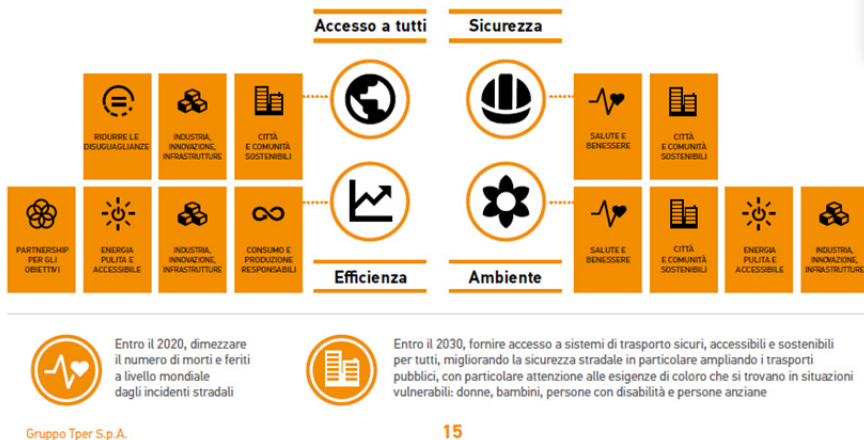 Accesso a tutti
Sicurezza
RIDURRE LE
DISUGUAGLIANZE
INDUSTRIA,
INNOVAZIONE,
INFRASTRUTTURE
CITTÀ
E COMUNITÀ
SOSTENIBILI
SALUTE E
BENESSERE
CITTÀ
E COMUNITÀ
SOSTENIBILI
PARTNERSHIP
PER GLI
OBIETTIVI
ENERGIA
PULITA E
ACCESSIBILE
INDUSTRIA,
INNOVAZIONE,
INFRASTRUTTURE
CONSUMO E
PRODUZIONE
RESPONSABILI
SALUTE E
BENESSERE
CITTÀ
E COMUNITÀ
SOSTENIBILI
ENERGIA
PULITA E
ACCESSIBILE
INDUSTRIA,
INNOVAZIONE,
INFRASTRUTTURE
Efficienza
Ambiente
Entro il 2020, dimezzare
il numero di morti e feriti
a livello mondiale
dagli incidenti stradali
Entro il 2030, fornire accesso a sistemi di trasporto sicuri, accessibili e sostenibili
per tutti, migliorando la sicurezza stradale in particolare ampliando i trasporti
pubblici, con particolare attenzione alle esigenze di coloro che si trovano in situazioni
vulnerabili: donne, bambini, persone con disabilità e persone anziane
Gruppo Tper S.p.A.
15